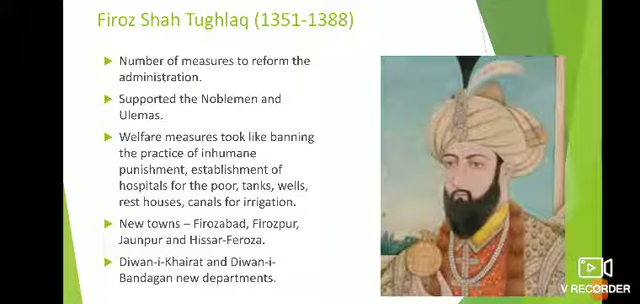 Firoz Shah Tughlaq (1351-1388)
Number of measures to reform the
administration.
Supported the Noblemen and
Ulemas.
Welfare measures took like banning
the practice of inhumane
punishment, establishment of
hospitals for the poor, tanks, wells,
rest houses, canals for irrigation.
New towns – Firozabad, Firozpur,
Jaunpur and Hissar-Feroza.
Diwan-i-Khairat and Diwan-i-
Bandagan new departments.
V RECORDER